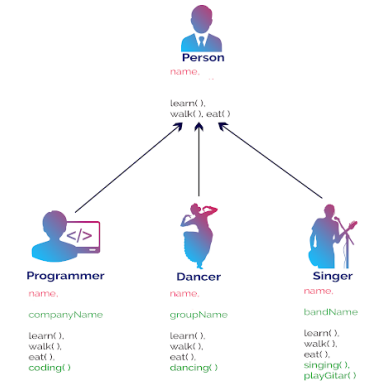 Person
name,
learn( ),
walk( ), eat( )
</>
Programmer
name,
companyName
learn( ),
walk( ),
eat( ),
coding( )
Dancer
name,
groupName
learn( ),
walk( ),
eat( ),
dancing( )
Singer
name,
bandName
learn( ),
walk( ),
eat( ),
singing( ),
playGitar( )